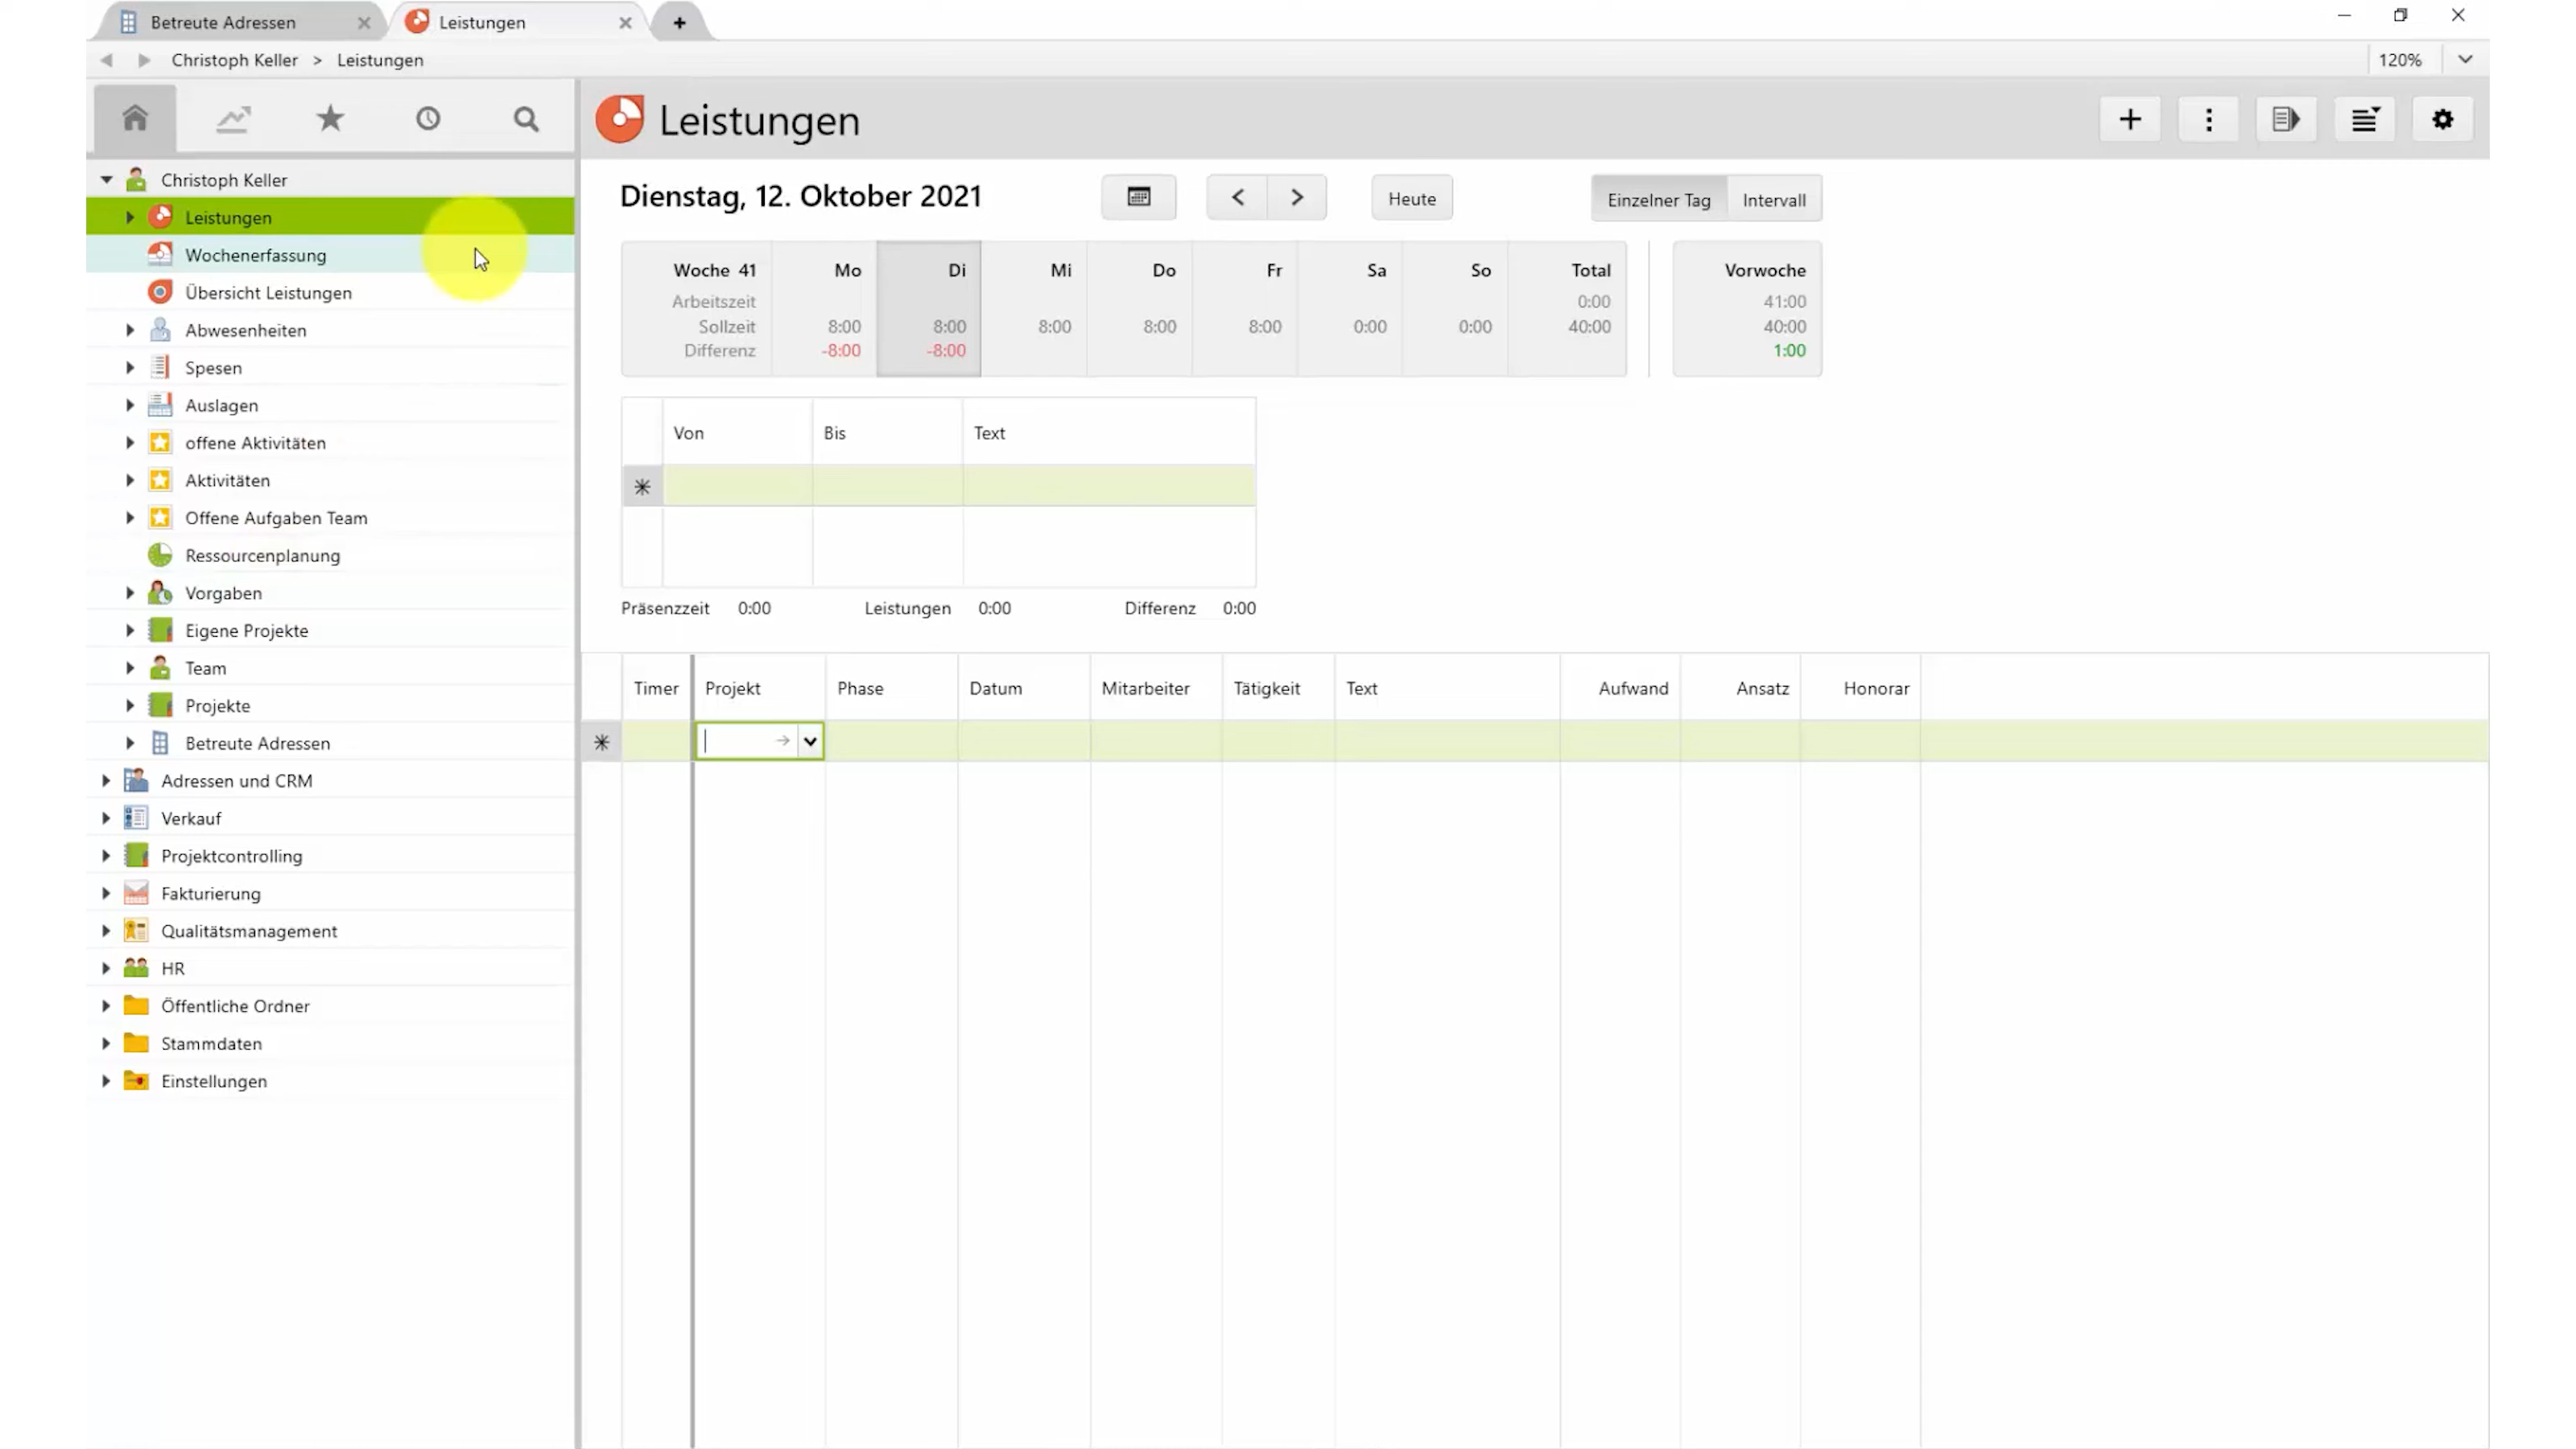 Betreute Adressen
Leistungen
Christoph Keller > Leistungen
120%
Leistungen
Christoph Keller
Leistungen
Wochenerfassung
Übersicht Leistungen
Abwesenheiten
Spesen
Auslagen
offene Aktivitäten
Aktivitäten
Offene Aufgaben Team
Ressourcenplanung
Vorgaben
Eigene Projekte
Team
Projekte
Betreute Adressen
Adressen und CRM
Verkauf
Projektcontrolling
Fakturierung
Qualitätsmanagement
HR
Öffentliche Ordner
Stammdaten
Einstellungen
Dienstag, 12. Oktober 2021
Heute
Einzelner Tag Intervall
Woche 41 Mo Di Mi Do Fr Sa So Total Vorwoche
Arbeitszeit 0:00 41:00
Sollzeit 8:00 8:00 8:00 8:00 8:00 0:00 0:00 40:00 40:00
Differenz -8:00 -8:00 1:00
Von Bis Text
Präsenzzeit 0:00 Leistungen 0:00 Differenz 0:00
Timer Projekt Phase Datum Mitarbeiter Tätigkeit Text Aufwand Ansatz Honorar